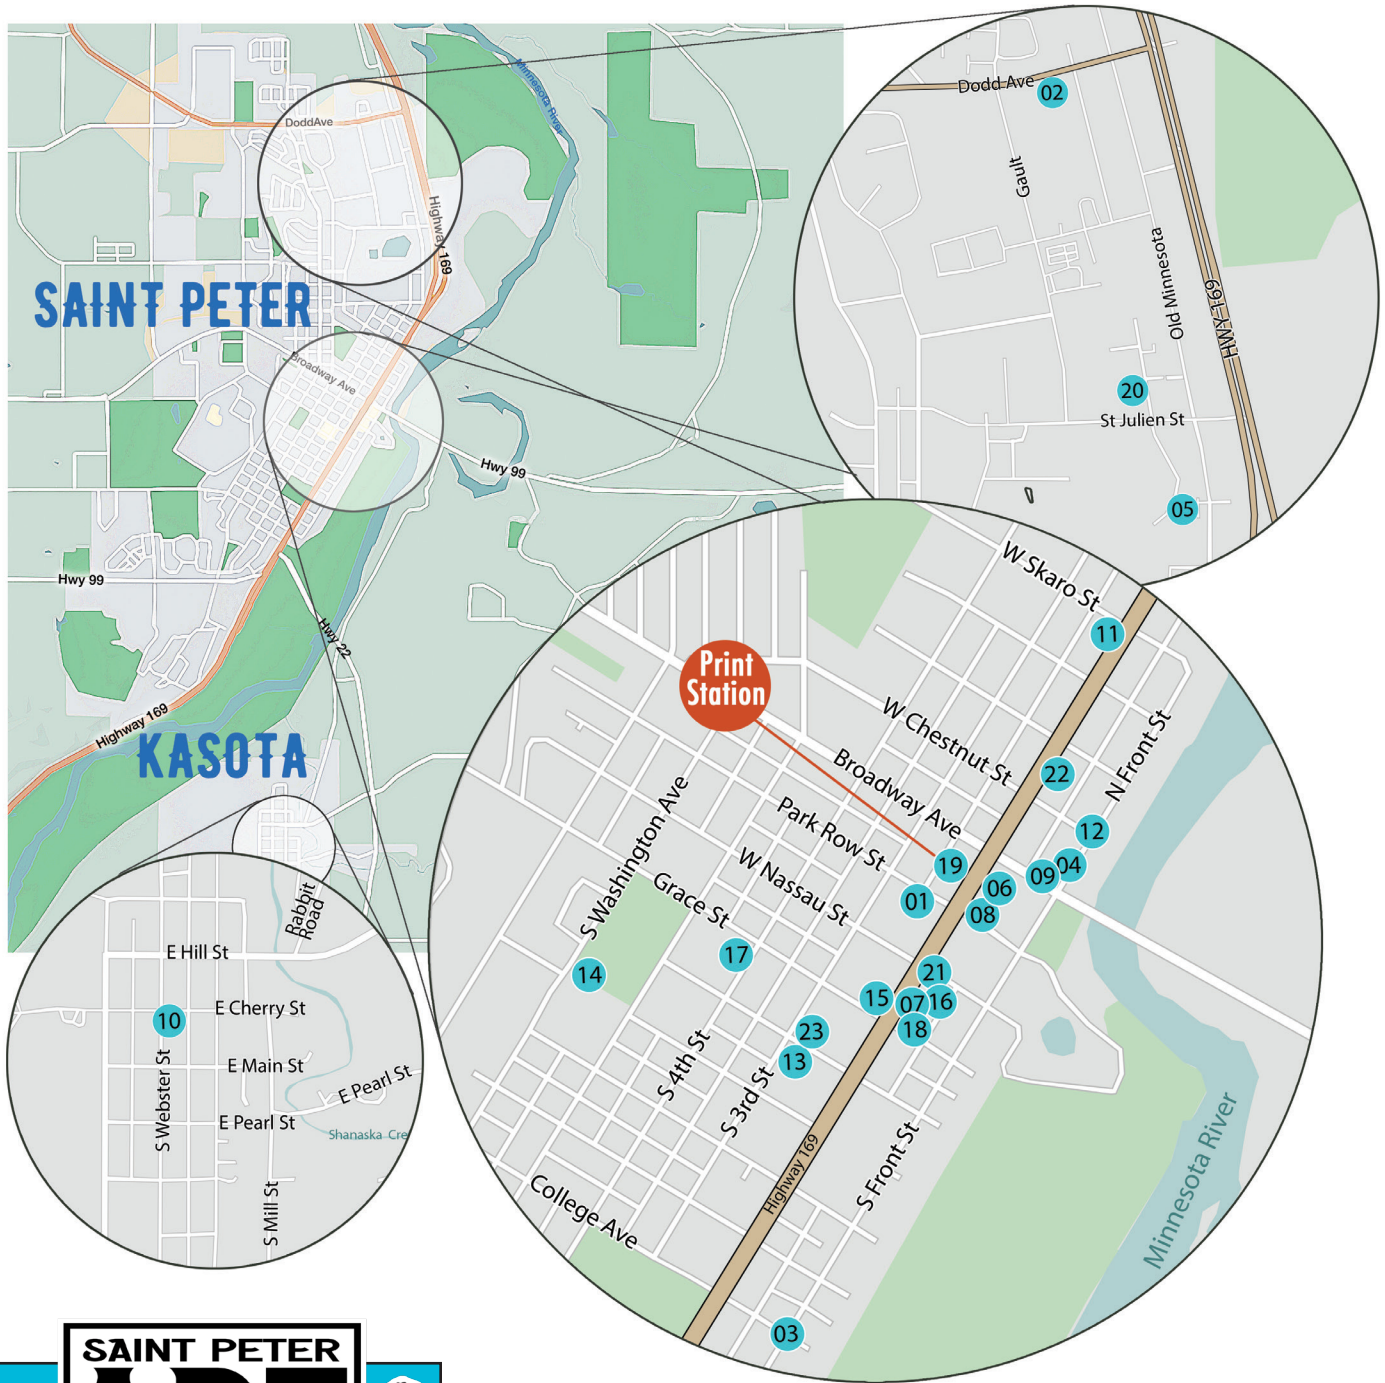 Minnesota River
DoddAve
Highway 169
SAINT PETER
Broadway Ave
Hwy 99
Hwy 99
Hwy 22
Highway 169
KASOTA
Dodd Ave
02
Gault
Old Minnesota
HWY 169
20
St Julien St
05
W Skaro St
11
Print
Station
W Chestnut St
N Front St
22
Broadway Ave
12
Park Row St
S Washington Ave
W Nassau St
19
04
09
06
Grace St
01
08
17
14
21
15
07
16
18
23
13
S 4th St
S 3rd St
Highway 169
S Front St
Minnesota River
College Ave
03
Rabbit
Road
E Hill St
10
E Cherry St
E Main St
S Webster St
E Pearl St
E Pearl St
Shanaska Cre
S Mill St
SAINT PETER